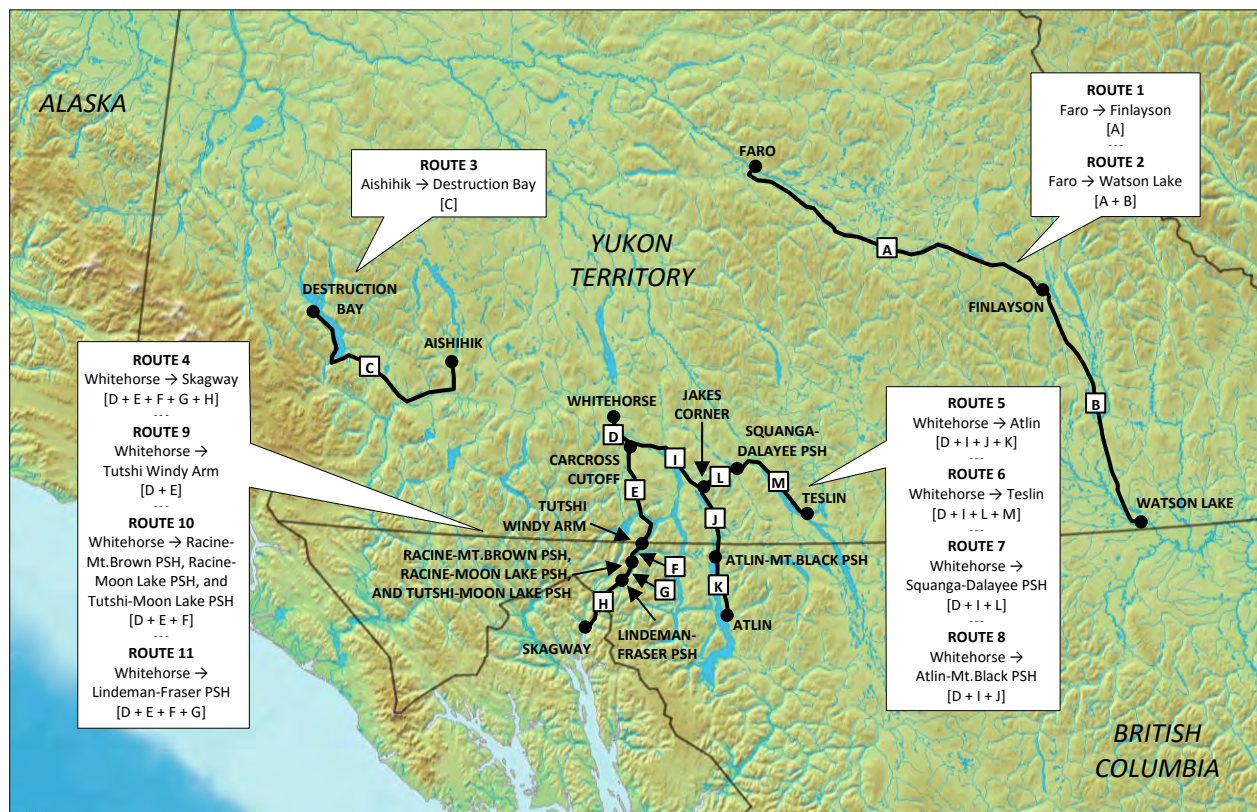 ALASKA
ROUTE 1
Faro → Finlayson
[A]
---
ROUTE 2
Faro → Watson Lake
[A + B]
ROUTE 3
Aishihik → Destruction Bay
[C]
FARO
A
YUKON
TERRITORY
FINLAYSON
DESTRUCTION
BAY
AISHIHIK
C
B
WATSON LAKE
ROUTE 4
Whitehorse → Skagway
[D + E + F + G + H]
---
ROUTE 9
Whitehorse →
Tutshi Windy Arm
[D + E]
---
ROUTE 10
Whitehorse → Racine-
Mt.Brown PSH, Racine-
Moon Lake PSH, and
Tutshi-Moon Lake PSH
[D + E + F]
---
ROUTE 11
Whitehorse →
Lindeman-Fraser PSH
[D + E + F + G]
WHITEHORSE
D
CARCROSS
CUTOFF
I
JAKES
CORNER
L
SQUANGA-
DALAYEE PSH
M
TESLIN
E
J
TUTSHI
WINDY ARM
RACINE-MT.BROWN PSH,
RACINE-MOON LAKE PSH,
AND TUTSHI-MOON LAKE PSH
F
G
H
ATLIN-MT.BLACK PSH
K
ATLIN
LINDEMAN-
FRASER PSH
SKAGWAY
ROUTE 5
Whitehorse → Atlin
[D + I + J + K]
---
ROUTE 6
Whitehorse → Teslin
[D + I + L + M]
---
ROUTE 7
Whitehorse →
Squanga-Dalayee PSH
[D + I + L]
---
ROUTE 8
Whitehorse →
Atlin-Mt.Black PSH
[D + I + J]
BRITISH
COLUMBIA